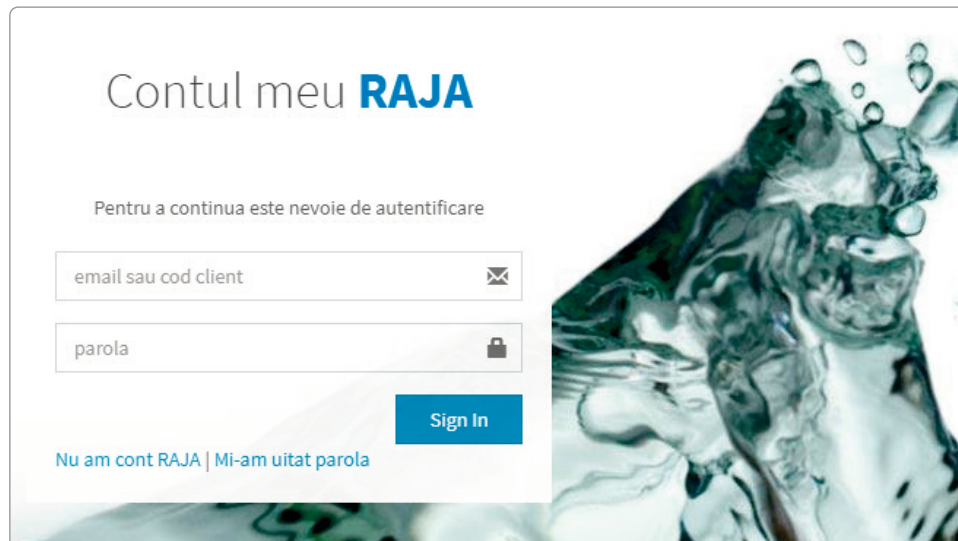 Contul meu RAJA
Pentru a continua este nevoie de autentificare
email sau cod client
parola
Sign In
Nu am cont RAJA | Mi-am uitat parola